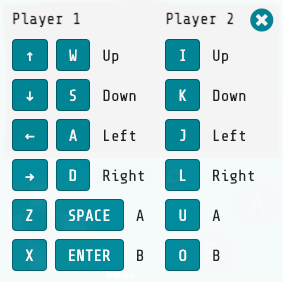 Player 1 Player 2
↑ W Up I Up
↓ S Down K Down
← A Left J Left
→ D Right L Right
Z SPACE A U A
X ENTER B O B